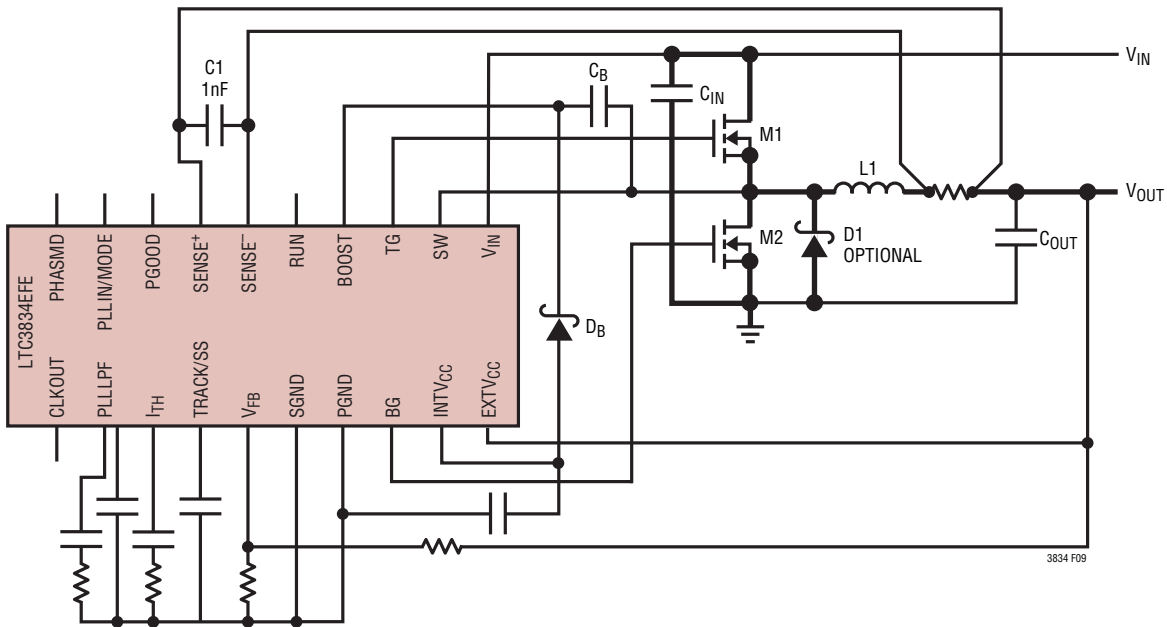 C1
1nF
C_B
C_IN
V_IN
M1
L1
V_OUT
M2
D1
OPTIONAL
C_OUT
D_B
LTC3834EFE
PHASMD
PLLIN/MODE
PGOOD
SENSE⁺
SENSE⁻
RUN
BOOST
TG
SW
V_IN
CLKOUT
PLLLPF
I_TH
TRACK/SS
V_FB
SGND
PGND
BG
INTV_CC
EXTV_CC
3834 F09